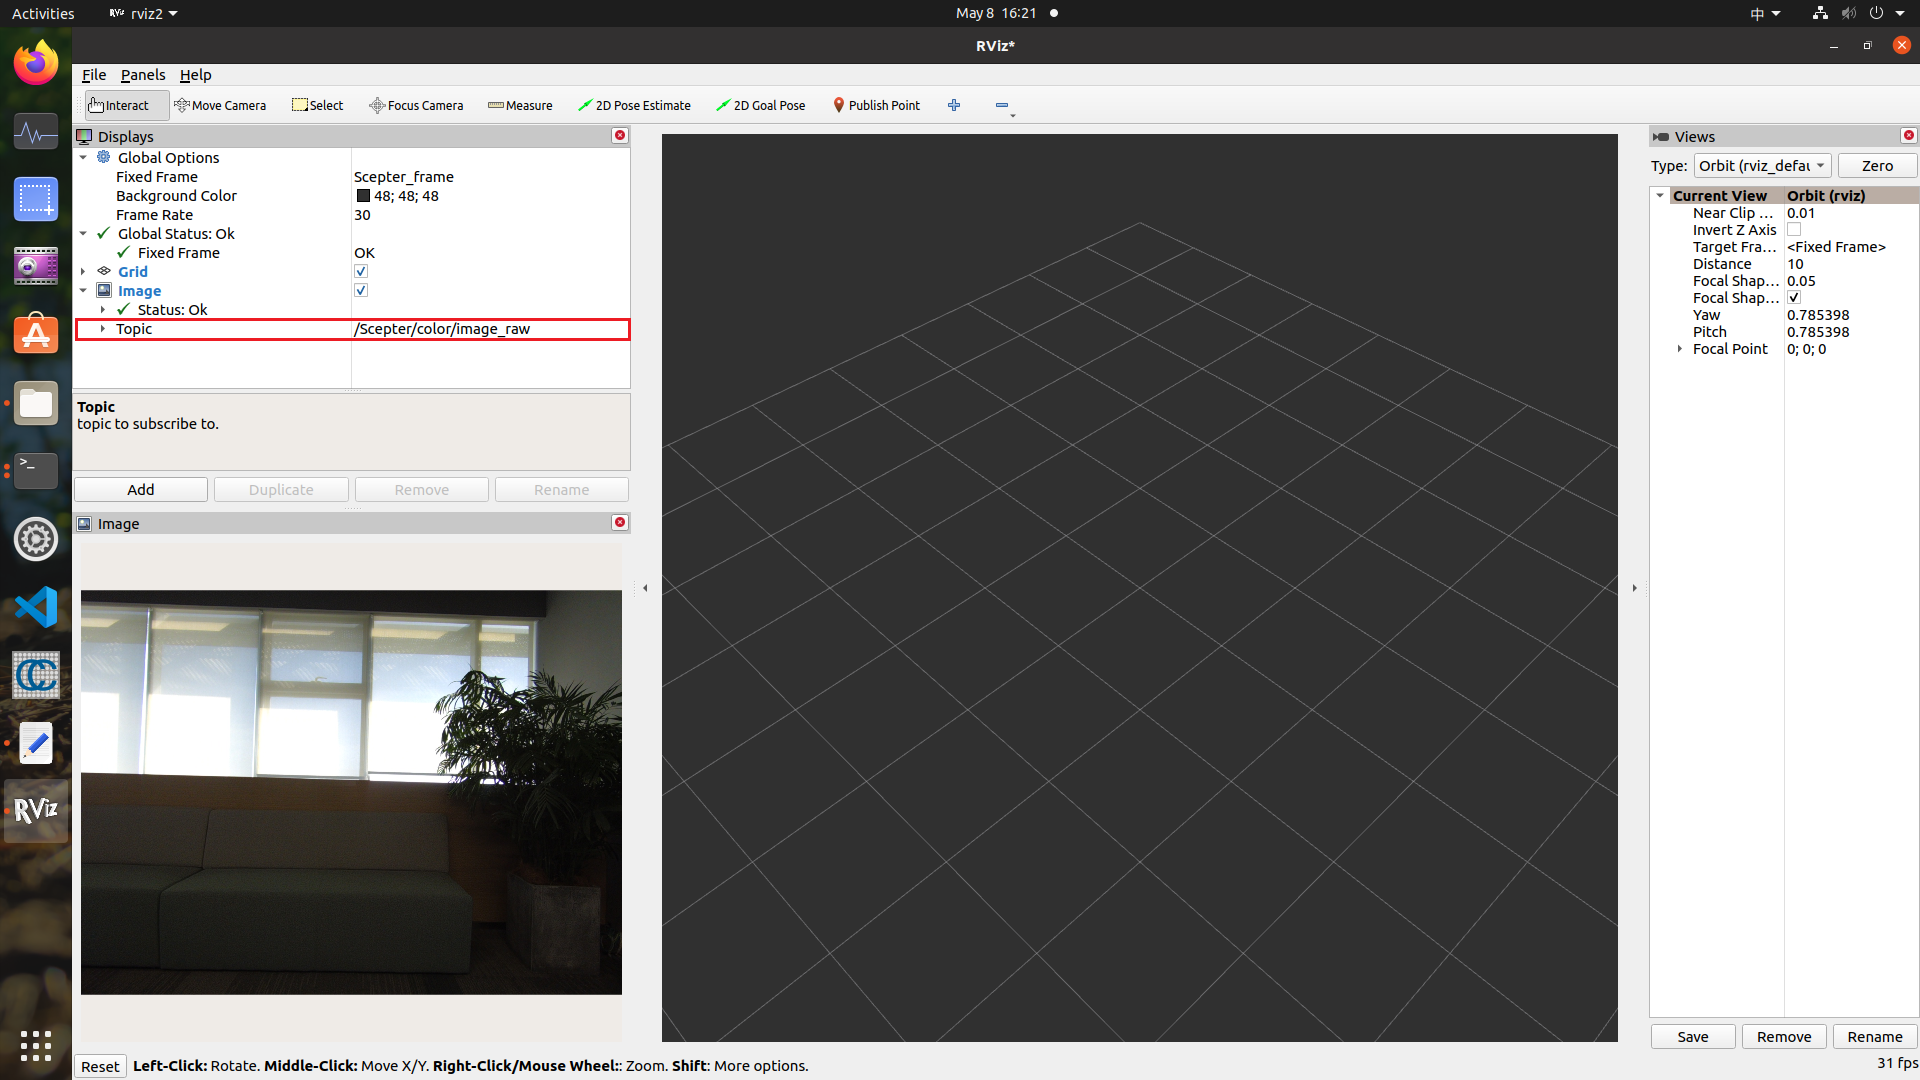 Activities RViz rviz2 May 8 16:21 中
RViz*
File Panels Help
Interact Move Camera Select Focus Camera Measure 2D Pose Estimate 2D Goal Pose Publish Point
Displays
Global Options
Fixed Frame Scepter_frame
Background Color 48; 48; 48
Frame Rate 30
Global Status: Ok
Fixed Frame OK
Grid
Image
Status: Ok
Topic /Scepter/color/image_raw
Topic
topic to subscribe to.
Add Duplicate Remove Rename
Image
Views
Type: Orbit (rviz_defau Zero
Current View Orbit (rviz)
Near Clip ... 0.01
Invert Z Axis
Target Fra... <Fixed Frame>
Distance 10
Focal Shap... 0.05
Focal Shap...
Yaw 0.785398
Pitch 0.785398
Focal Point 0; 0; 0
Save Remove Rename
RViz
Reset Left-Click: Rotate. Middle-Click: Move X/Y. Right-Click/Mouse Wheel:: Zoom. Shift: More options. 31 fps